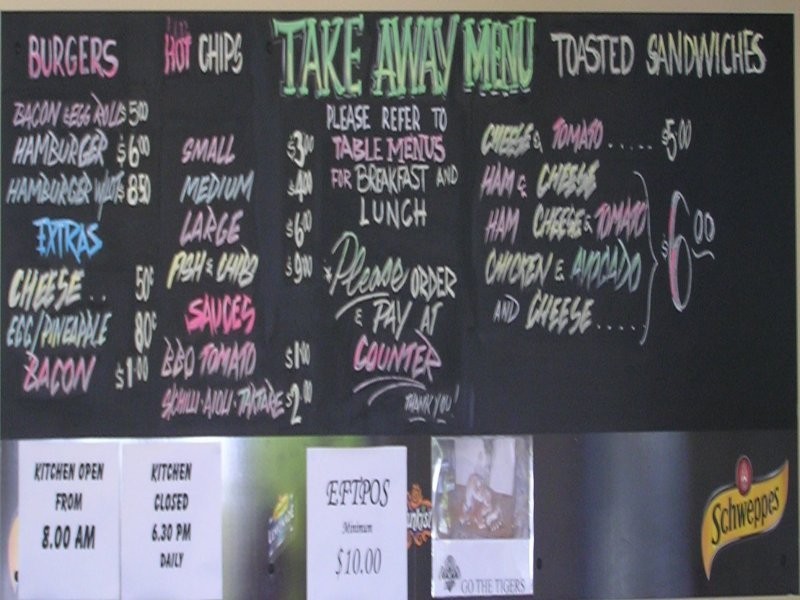 TAKE AWAY MENU
BURGERS
BACON & EGG ROLL $5.00
HAMBURGER $6.00
HAMBURGER W/LOT $8.50
EXTRAS
CHEESE.. 50¢
EGG/PINEAPPLE 80¢
BACON $1.00
HOT CHIPS
SMALL $3.00
MEDIUM $4.00
LARGE $6.00
FISH & CHIPS $9.00
SAUCES
BBQ TOMATO $1.00
SCHILLI·AIOLI·TARTARE $2.00
PLEASE REFER TO
TABLE MENUS
FOR BREAKFAST AND
LUNCH
Please ORDER
& PAY AT
COUNTER
THANK YOU!
TOASTED SANDWICHES
CHEESE & TOMATO..... $5.00
HAM & CHEESE
HAM CHEESE & TOMATO
CHICKEN & AVOCADO
AND CHEESE.....
$6.00
KITCHEN OPEN
FROM
8.00 AM
KITCHEN
CLOSED
6.30 PM
DAILY
EFTPOS
Minimum
$10.00
GO THE TIGERS
Schweppes